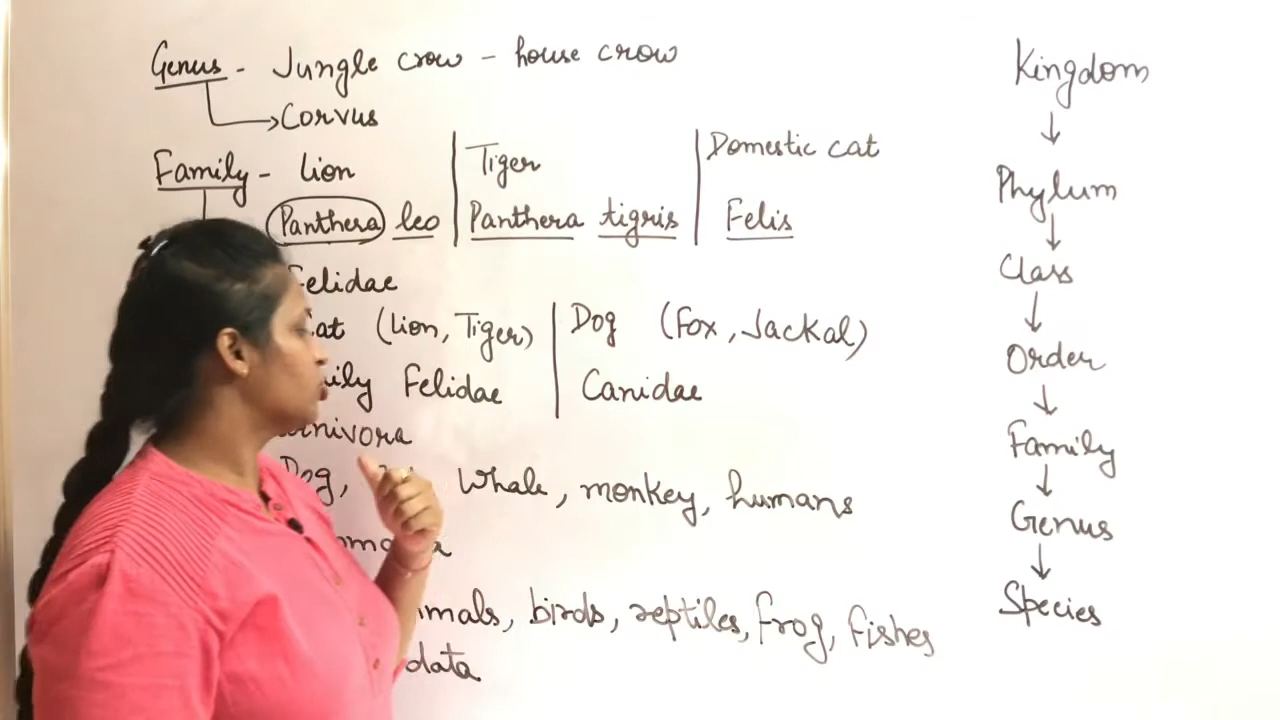 Genus - Jungle crow - house crow
Corvus
Family - lion | Tiger | Domestic cat
Panthera leo | Panthera tigris | Felis
Felidae
Cat (lion, Tiger) | Dog (Fox, Jackal)
Felidae | Canidae
Dog, Whale, monkey, humans
birds, reptiles, frog, fishes
Kingdom
↓
Phylum
↓
Class
↓
Order
↓
Family
↓
Genus
↓
Species